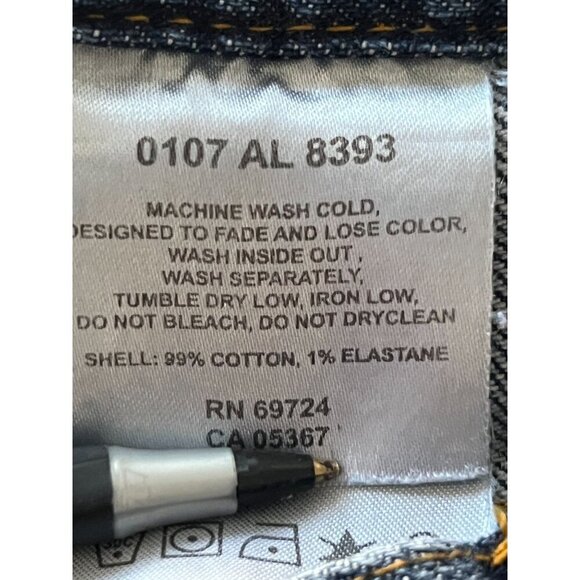 0107 AL 8393
MACHINE WASH COLD,
DESIGNED TO FADE AND LOSE COLOR,
WASH INSIDE OUT ,
WASH SEPARATELY,
TUMBLE DRY LOW, IRON LOW,
DO NOT BLEACH, DO NOT DRYCLEAN
SHELL: 99% COTTON, 1% ELASTANE
RN 69724
CA 05367